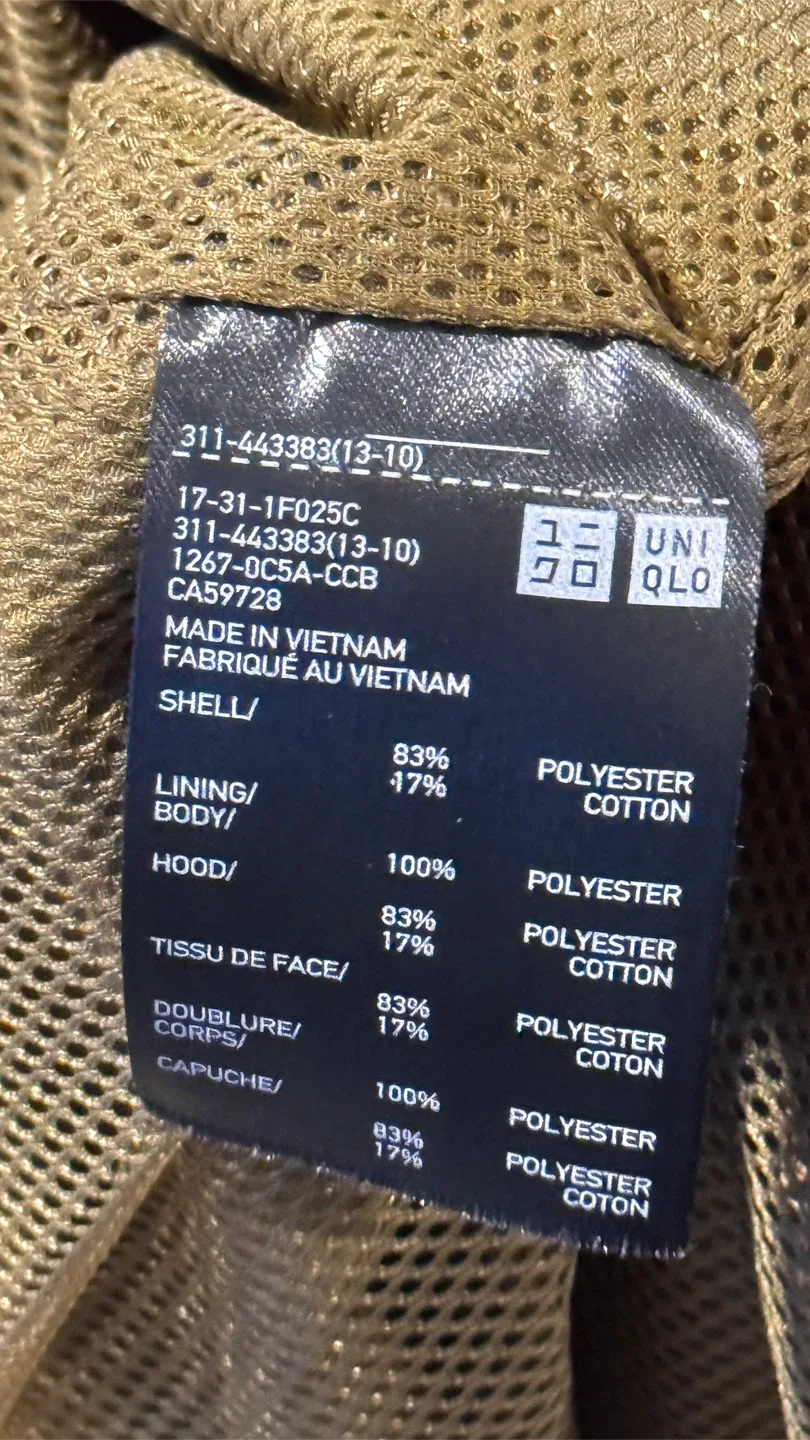 311-443383(13-10)
17-31-1F025C
311-443383(13-10)
1267-0C5A-CCB
CA59728
ユニ
クロ
UNI
QLO
MADE IN VIETNAM
FABRIQUÉ AU VIETNAM
SHELL/
83% POLYESTER
17% COTTON
LINING/
BODY/
100% POLYESTER
HOOD/
83% POLYESTER
17% COTTON
TISSU DE FACE/
83% POLYESTER
17% COTON
DOUBLURE/
CORPS/
100% POLYESTER
CAPUCHE/
83% POLYESTER
17% COTON